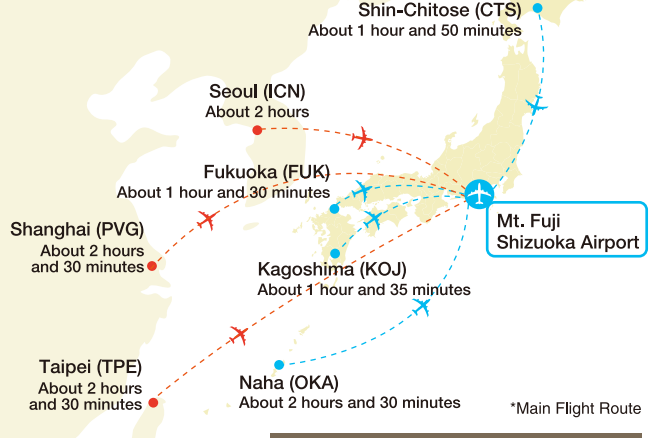 Shin-Chitose (CTS)
About 1 hour and 50 minutes
Seoul (ICN)
About 2 hours
Fukuoka (FUK)
About 1 hour and 30 minutes
Mt. Fuji
Shizuoka Airport
Shanghai (PVG)
About 2 hours
and 30 minutes
Kagoshima (KOJ)
About 1 hour and 35 minutes
Taipei (TPE)
About 2 hours
and 30 minutes
Naha (OKA)
About 2 hours and 30 minutes
*Main Flight Route